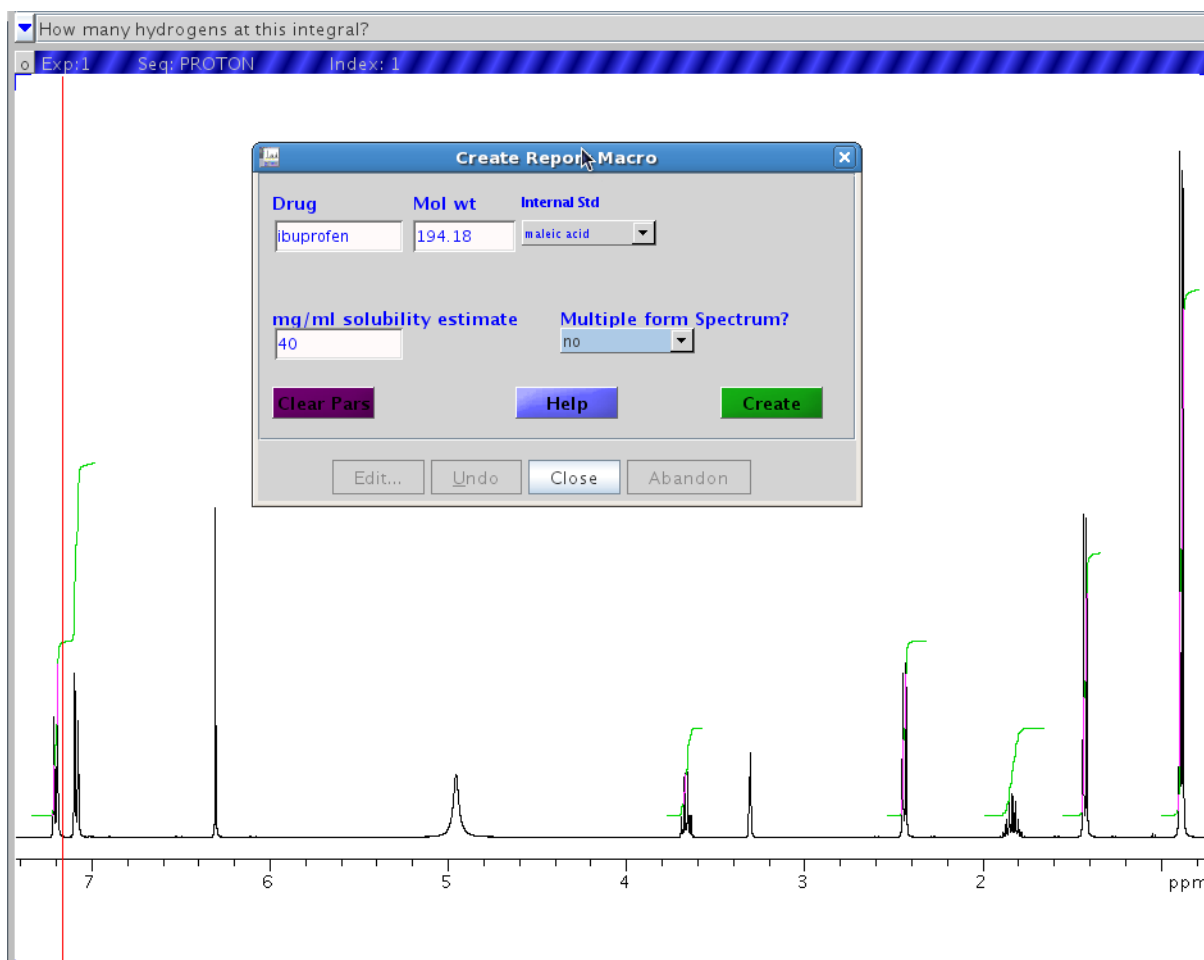 How many hydrogens at this integral?
o Exp:1 Seq: PROTON Index: 1
Create Report Macro
Drug Mol wt Internal Std
ibuprofen 194.18 maleic acid
mg/ml solubility estimate Multiple form Spectrum?
40 no
Clear Pars Help Create
Edit... Undo Close Abandon
7 6 5 4 3 2 ppm